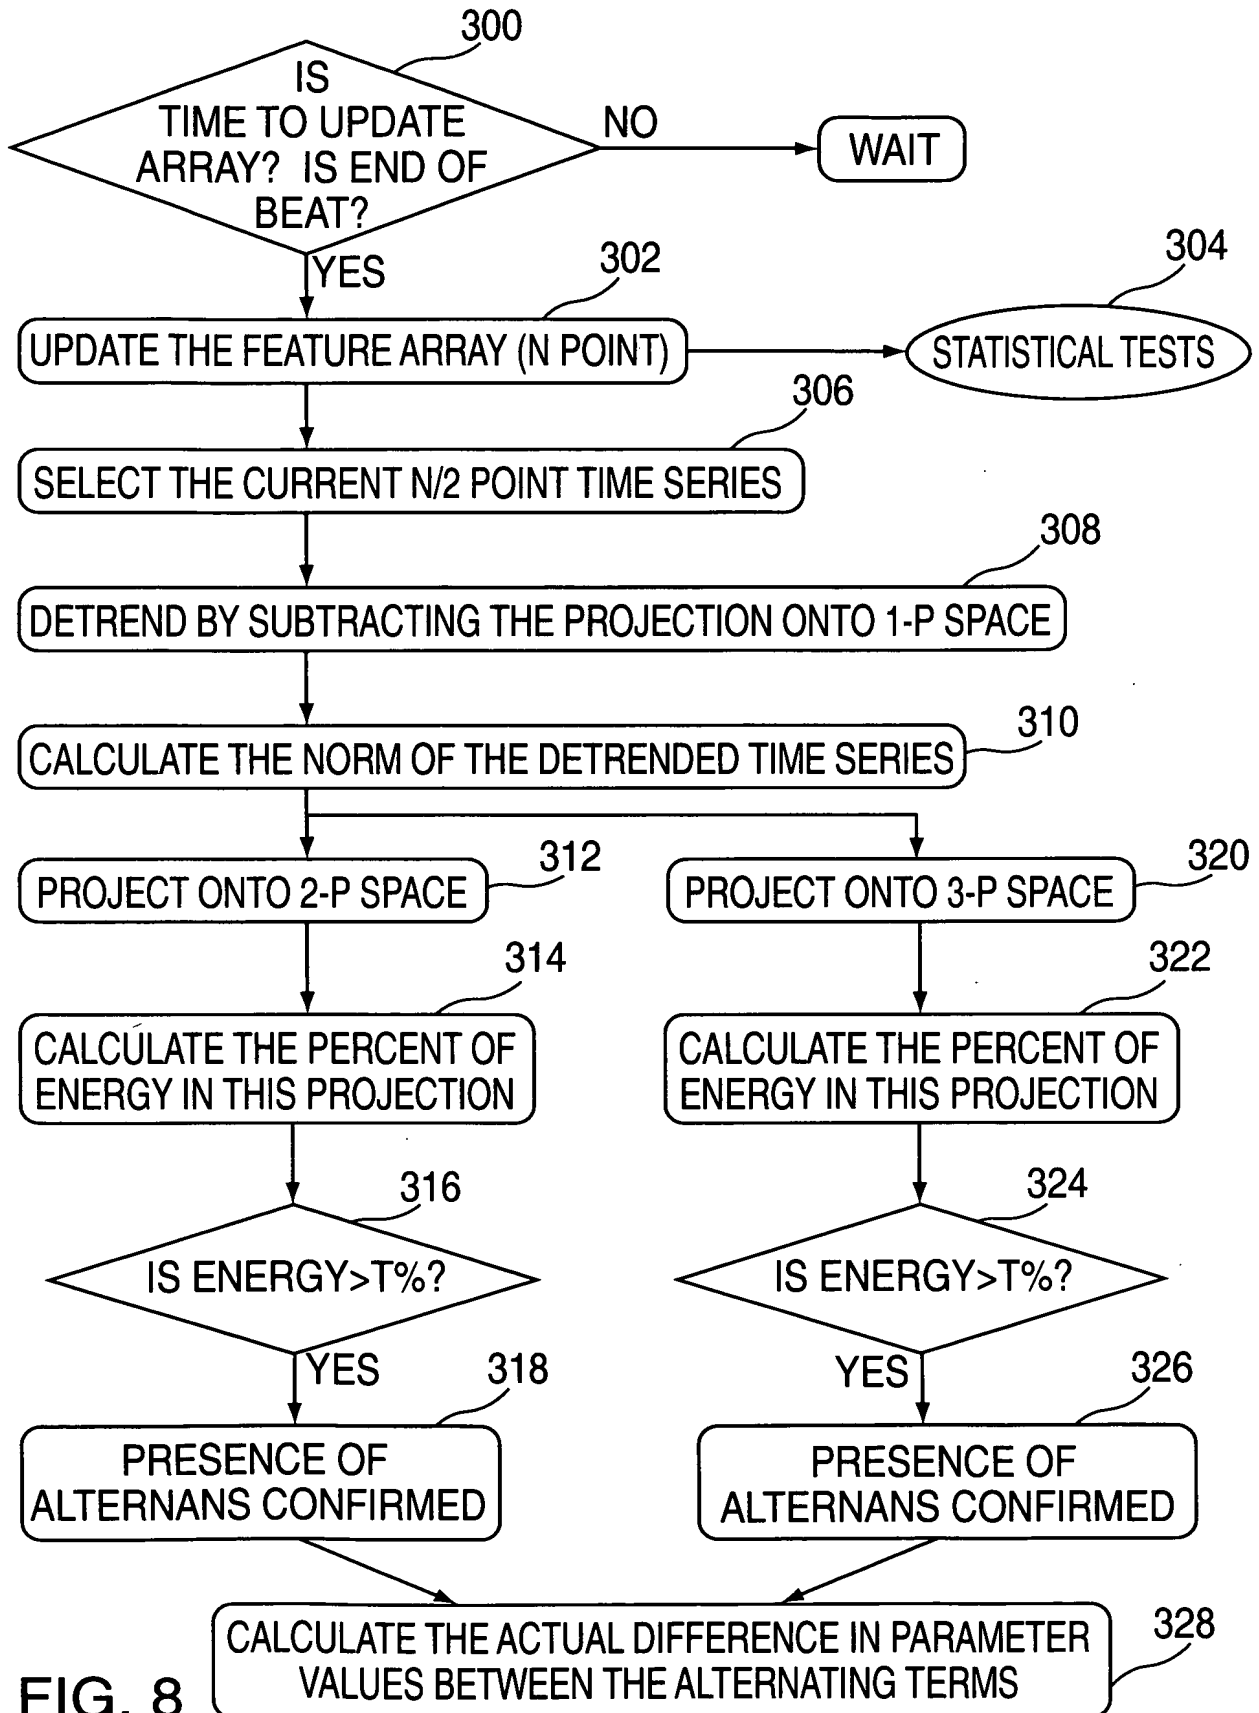 300
IS
TIME TO UPDATE
ARRAY? IS END OF
BEAT?
NO
WAIT
YES
302
304
UPDATE THE FEATURE ARRAY (N POINT)
STATISTICAL TESTS
306
SELECT THE CURRENT N/2 POINT TIME SERIES
308
DETREND BY SUBTRACTING THE PROJECTION ONTO 1-P SPACE
310
CALCULATE THE NORM OF THE DETRENDED TIME SERIES
312
320
PROJECT ONTO 2-P SPACE
PROJECT ONTO 3-P SPACE
314
322
CALCULATE THE PERCENT OF
ENERGY IN THIS PROJECTION
CALCULATE THE PERCENT OF
ENERGY IN THIS PROJECTION
316
324
IS ENERGY>T%?
IS ENERGY>T%?
YES
318
YES
326
PRESENCE OF
ALTERNANS CONFIRMED
PRESENCE OF
ALTERNANS CONFIRMED
328
CALCULATE THE ACTUAL DIFFERENCE IN PARAMETER
VALUES BETWEEN THE ALTERNATING TERMS
FIG. 8